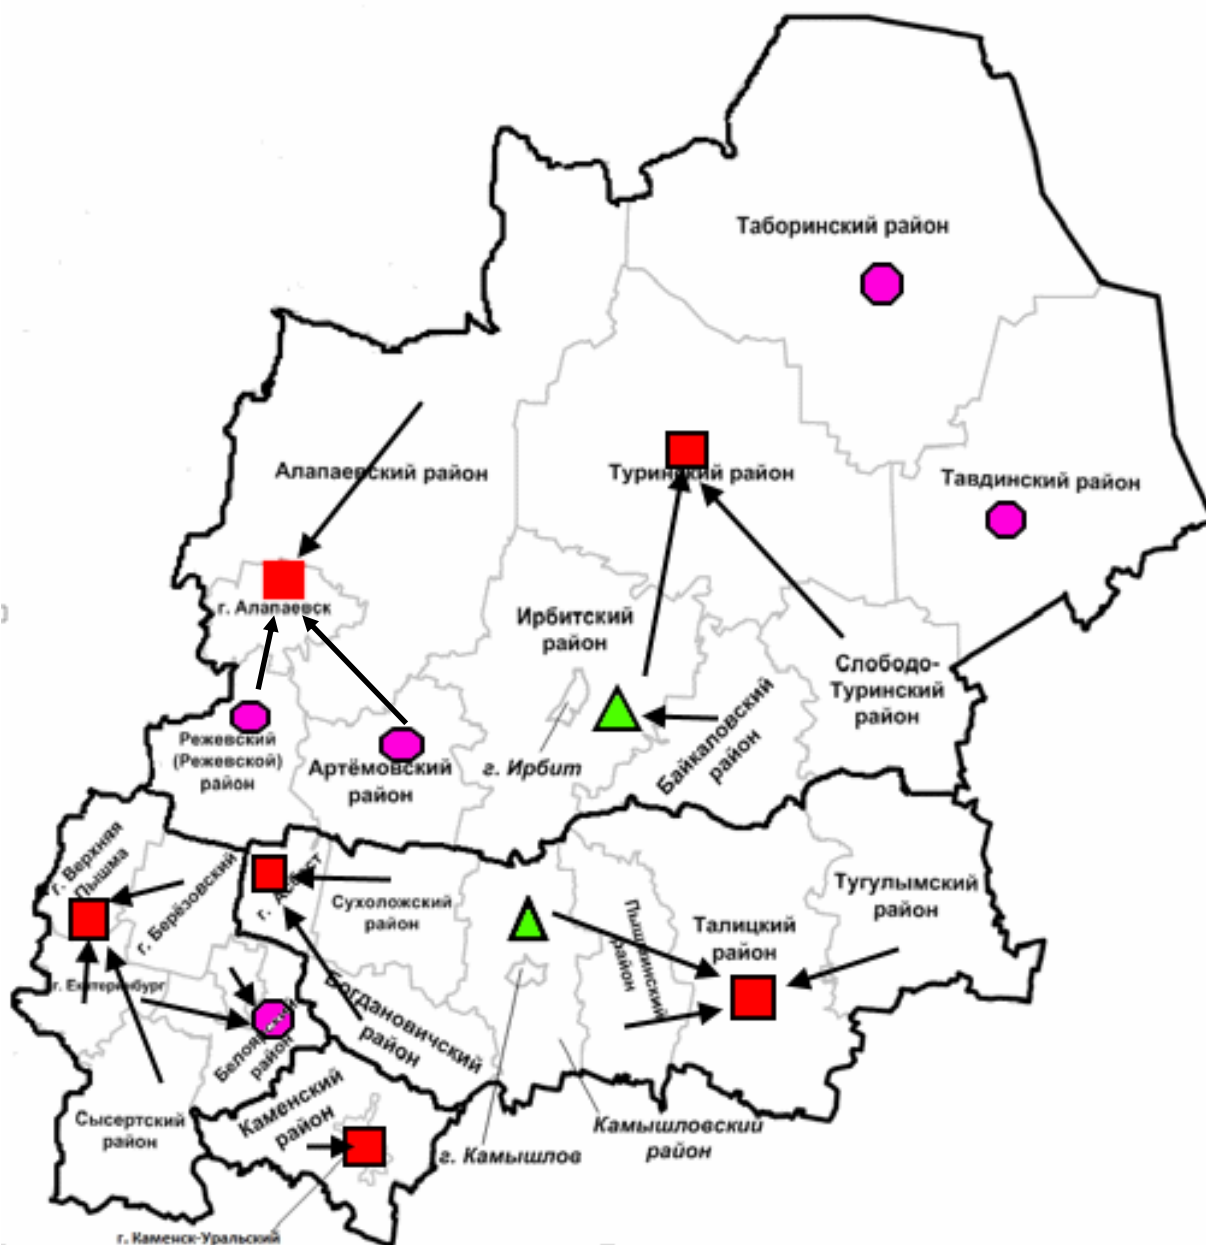 Таборинский район
Алапаевский район
Туринский район
Тавдинский район
г. Алапаевск
Ирбитский
район
Слободо-
Туринский
район
Байкаловский
район
г. Ирбит
Режевский
(Режевской)
район
Артёмовский
район
г. Верхняя
Пышма
г. Берёзовский
г. Асбест
Сухоложский
район
Пышминский
район
Талицкий
район
Тугулымский
район
г. Екатеринбург
Белоярский
район
Богдановичский
район
Сысертский
район
Каменский
район
г. Камышлов
Камышловский
район
г. Каменск-Уральский